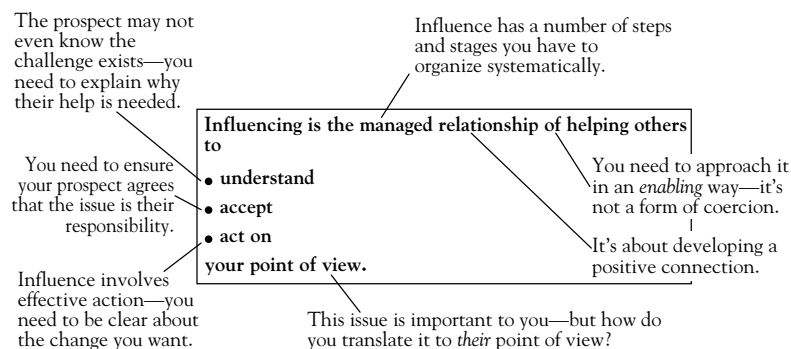 The prospect may not
even know the
challenge exists—you
need to explain why
their help is needed.
Influence has a number of steps
and stages you have to
organize systematically.
Influencing is the managed relationship of helping others
to
• understand
• accept
• act on
your point of view.
You need to ensure
your prospect agrees
that the issue is their
responsibility.
You need to approach it
in an enabling way—it's
not a form of coercion.
It's about developing a
positive connection.
Influence involves
effective action—you
need to be clear about
the change you want.
This issue is important to you—but how do
you translate it to their point of view?